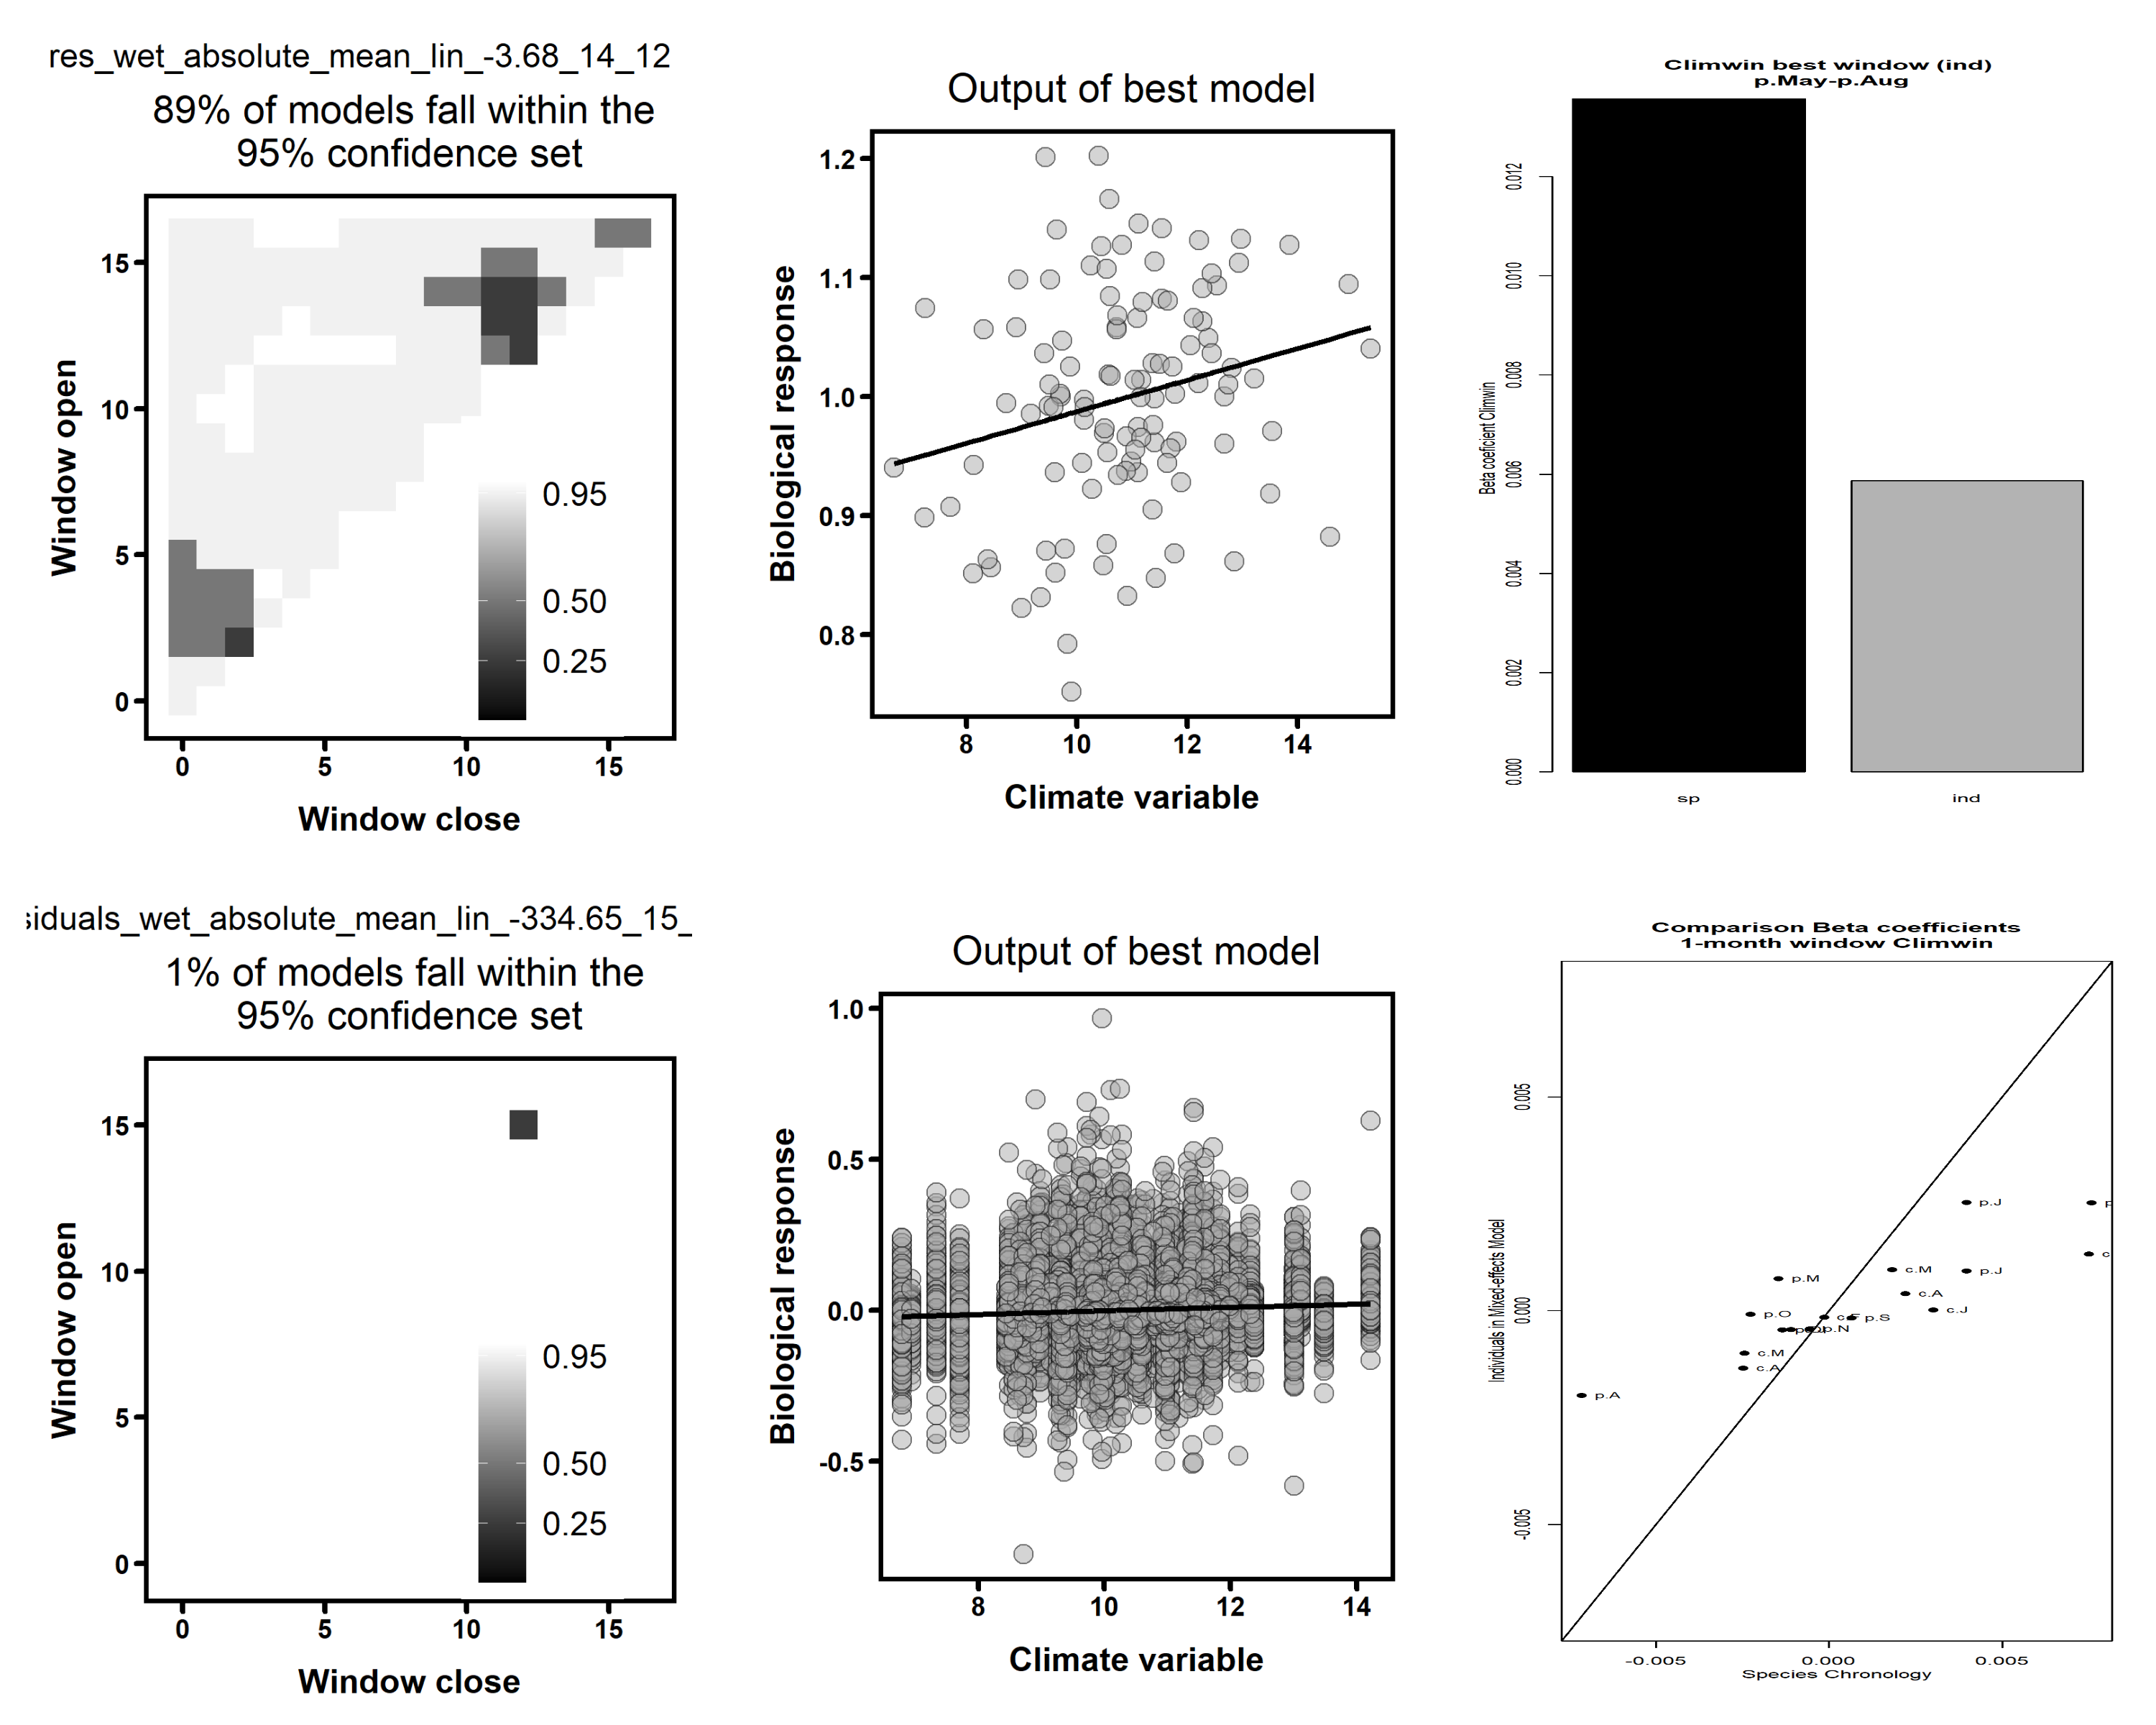 res_wet_absolute_mean_lin_-3.68_14_12
89% of models fall within the
95% confidence set
Window open
15
10
5
0
0.95
0.50
0.25
0 5 10 15
Window close
Output of best model
Biological response
1.2
1.1
1.0
0.9
0.8
8 10 12 14
Climate variable
Climwin best window (ind)
p.May-p.Aug
Beta coeficient Climwin
0.012
0.010
0.008
0.006
0.004
0.002
0.000
sp ind
siduals_wet_absolute_mean_lin_-334.65_15_
1% of models fall within the
95% confidence set
Window open
15
10
5
0
0.95
0.50
0.25
0 5 10 15
Window close
Output of best model
Biological response
1.0
0.5
0.0
-0.5
8 10 12 14
Climate variable
Comparison Beta coefficients
1-month window Climwin
Individuals in Mixed-effects Model
0.005
0.000
-0.005
p.J
p
c
c.M
p.J
p.M
c.A
c.J
p.O
p.S
p.N
c.M
c.A
p.A
-0.005 0.000 0.005
Species Chronology